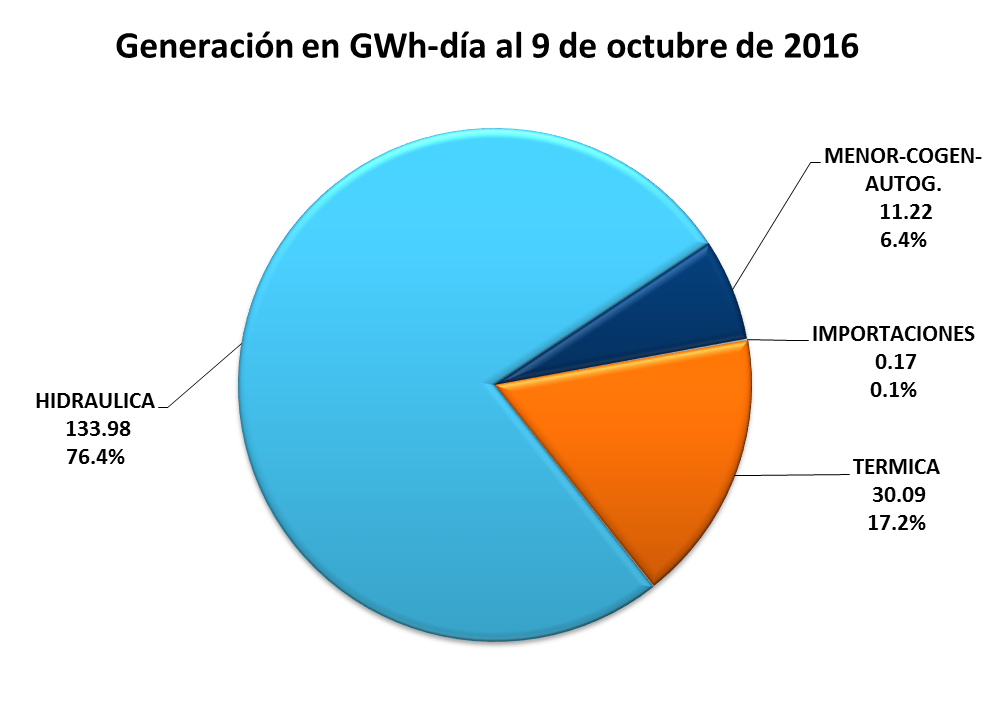 Generación en GWh-día al 9 de octubre de 2016
MENOR-COGEN-
AUTOG.
11.22
6.4%
IMPORTACIONES
0.17
0.1%
HIDRAULICA
133.98
76.4%
TERMICA
30.09
17.2%